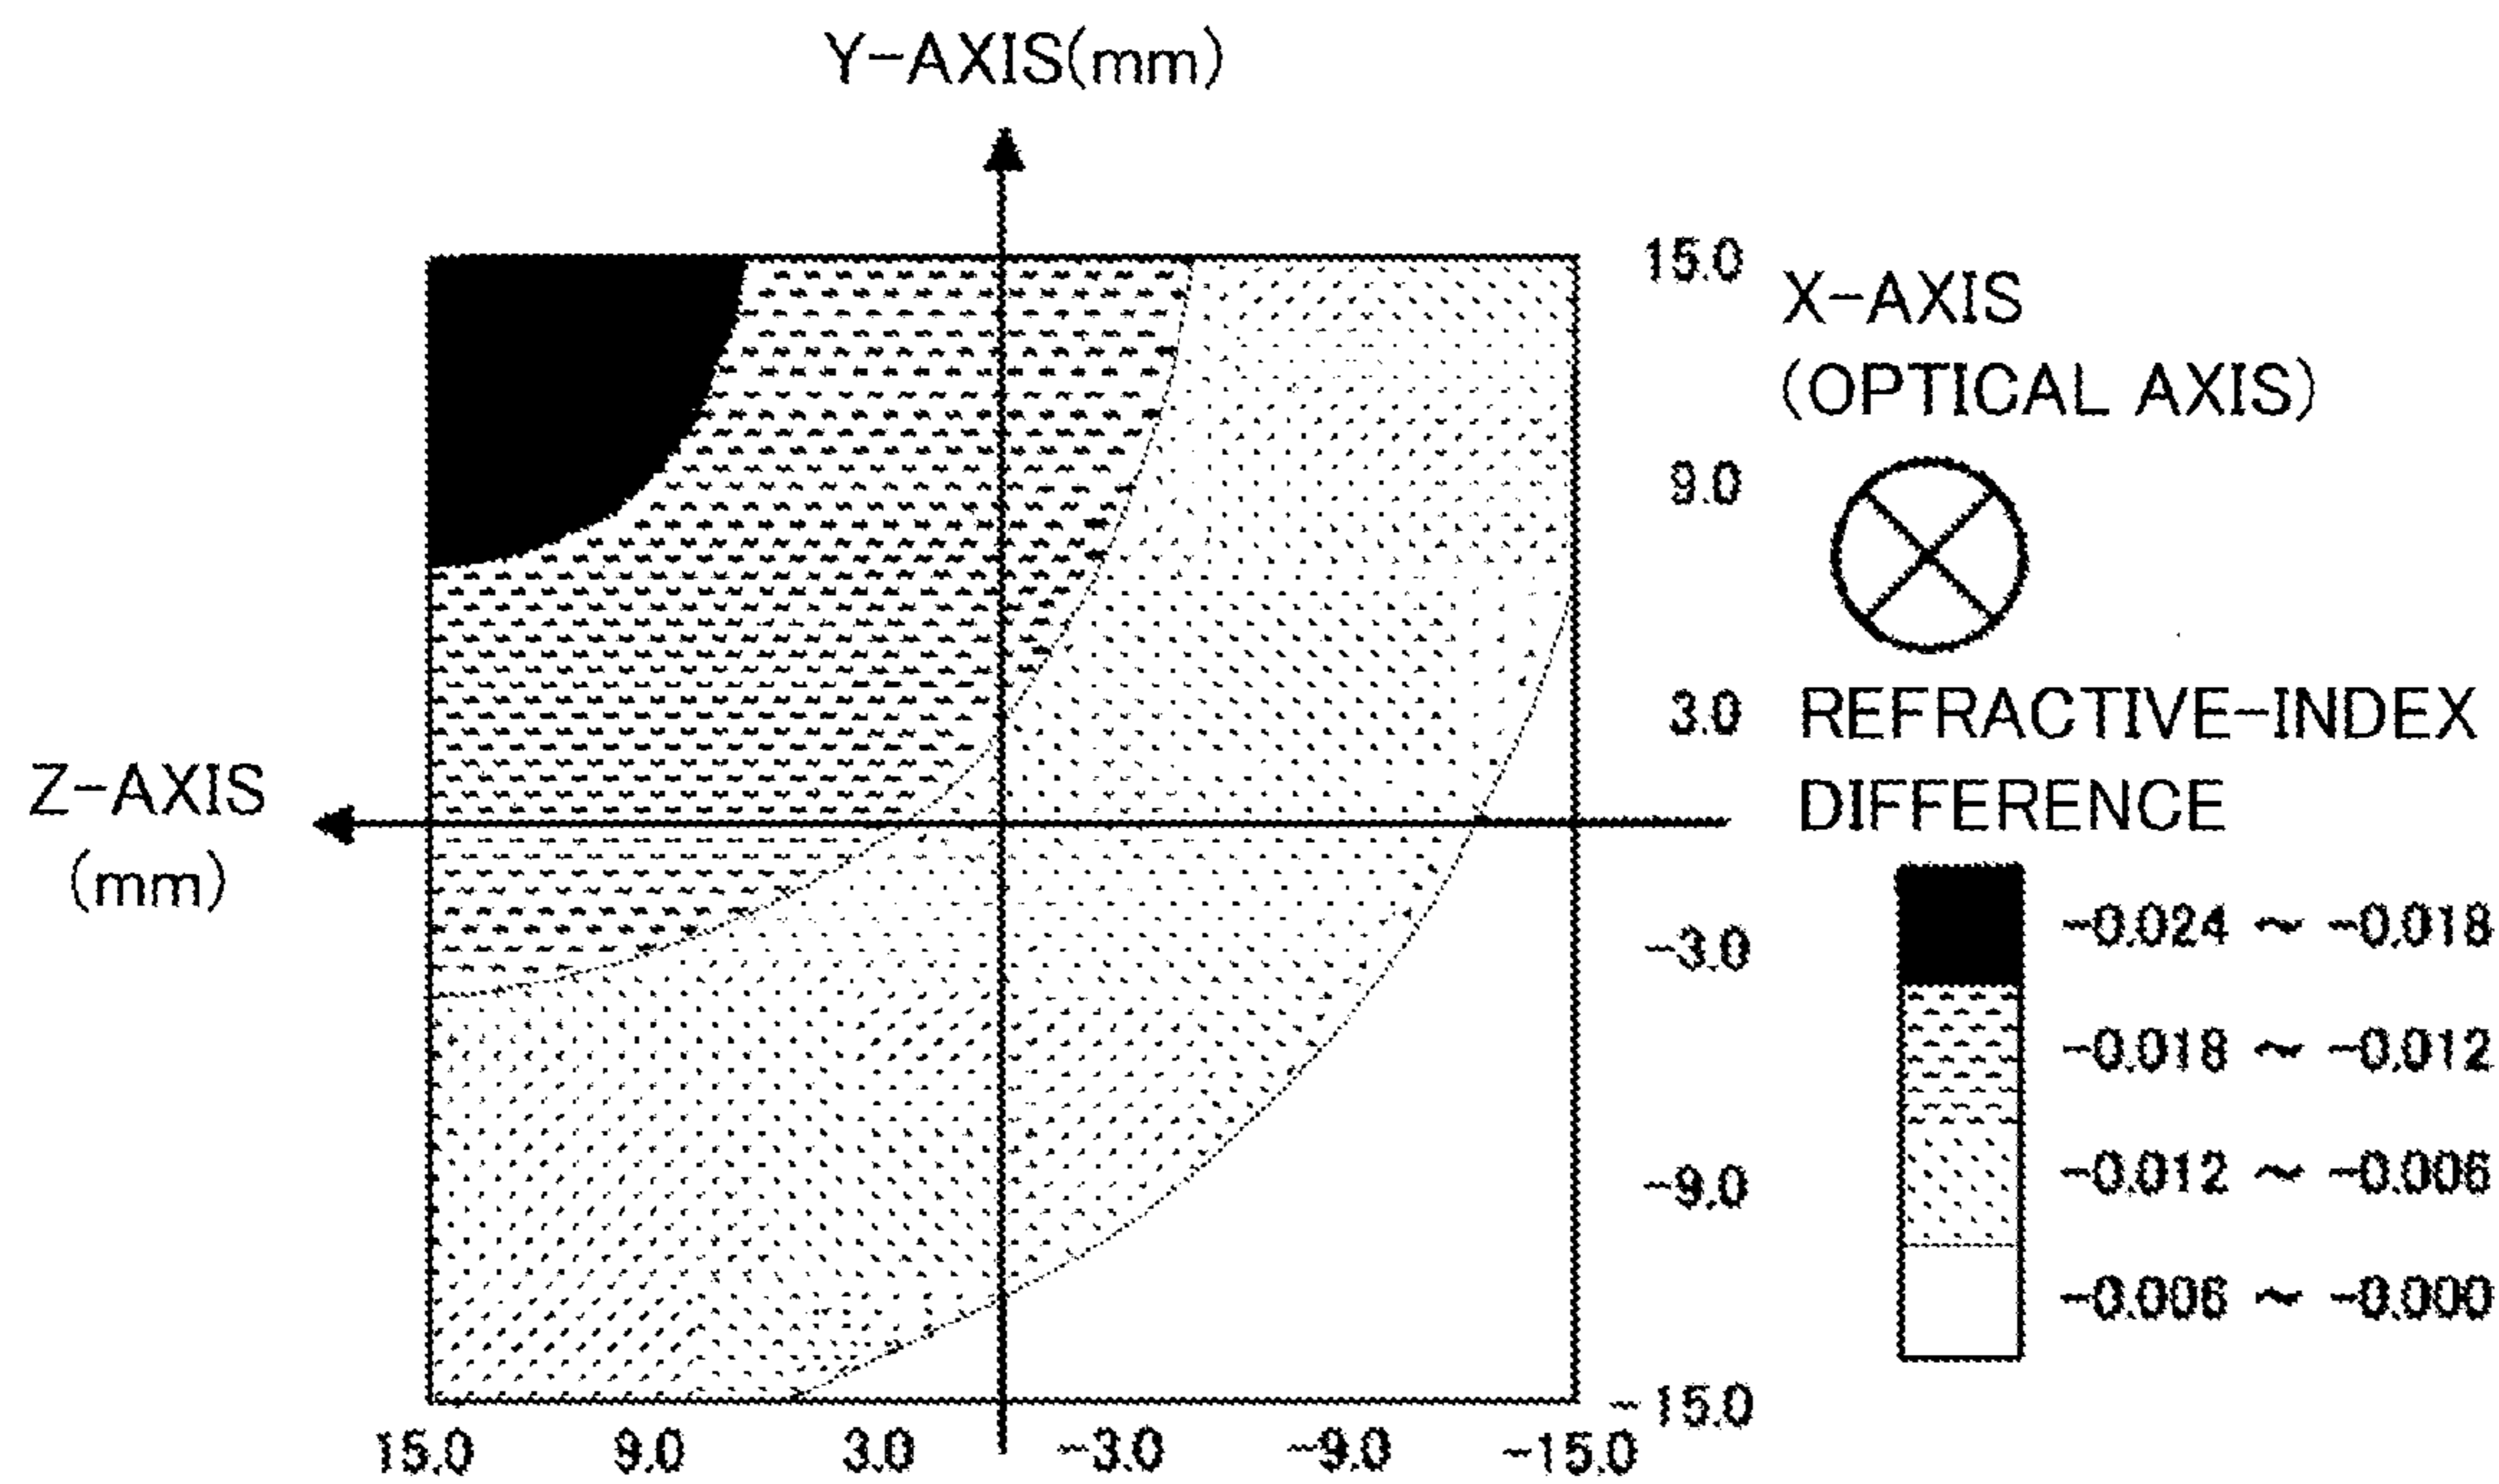 Y-AXIS(mm)
15.0
X-AXIS
(OPTICAL AXIS)
9.0
3.0
REFRACTIVE-INDEX
DIFFERENCE
Z-AXIS
(mm)
-3.0
-9.0
-15.0
-0.024 ~ -0.018
-0.018 ~ -0.012
-0.012 ~ -0.006
-0.006 ~ -0.000
15.0 9.0 3.0 -3.0 -9.0 -15.0